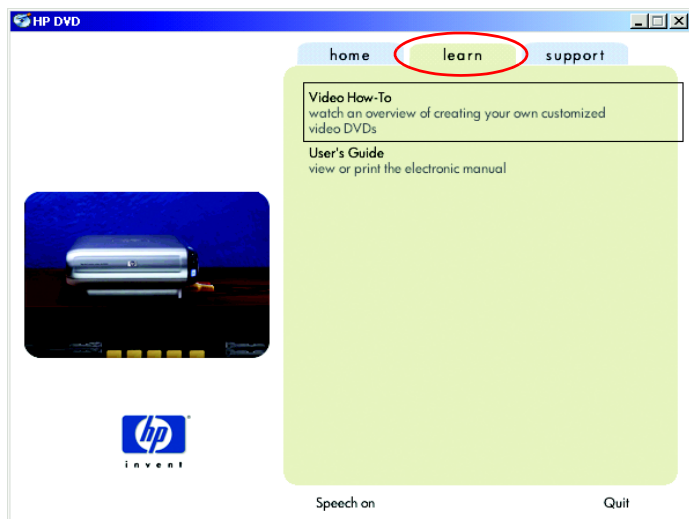 HP DVD
home learn support
Video How-To
watch an overview of creating your own customized
video DVDs
User's Guide
view or print the electronic manual
hp
invent
Speech on Quit